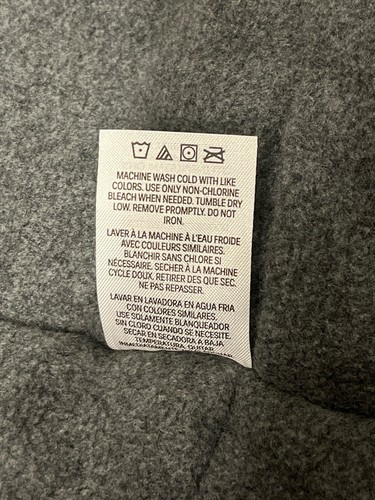 MACHINE WASH COLD WITH LIKE
COLORS. USE ONLY NON-CHLORINE
BLEACH WHEN NEEDED. TUMBLE DRY
LOW. REMOVE PROMPTLY. DO NOT
IRON.
LAVER À LA MACHINE À L'EAU FROIDE
AVEC COULEURS SIMILAIRES.
BLANCHIR SANS CHLORE SI
NÉCESSAIRE. SECHER À LA MACHINE
CYCLE DOUX, RETIRER DES QUE SEC.
NE PAS REPASSER.
LAVAR EN LAVADORA EN AGUA FRIA
CON COLORES SIMILARES.
USE SOLAMENTE BLANQUEADOR
SIN CLORO CUANDO SE NECESITE.
SECAR EN SECADORA A BAJA
TEMPERATURA, QUITAR